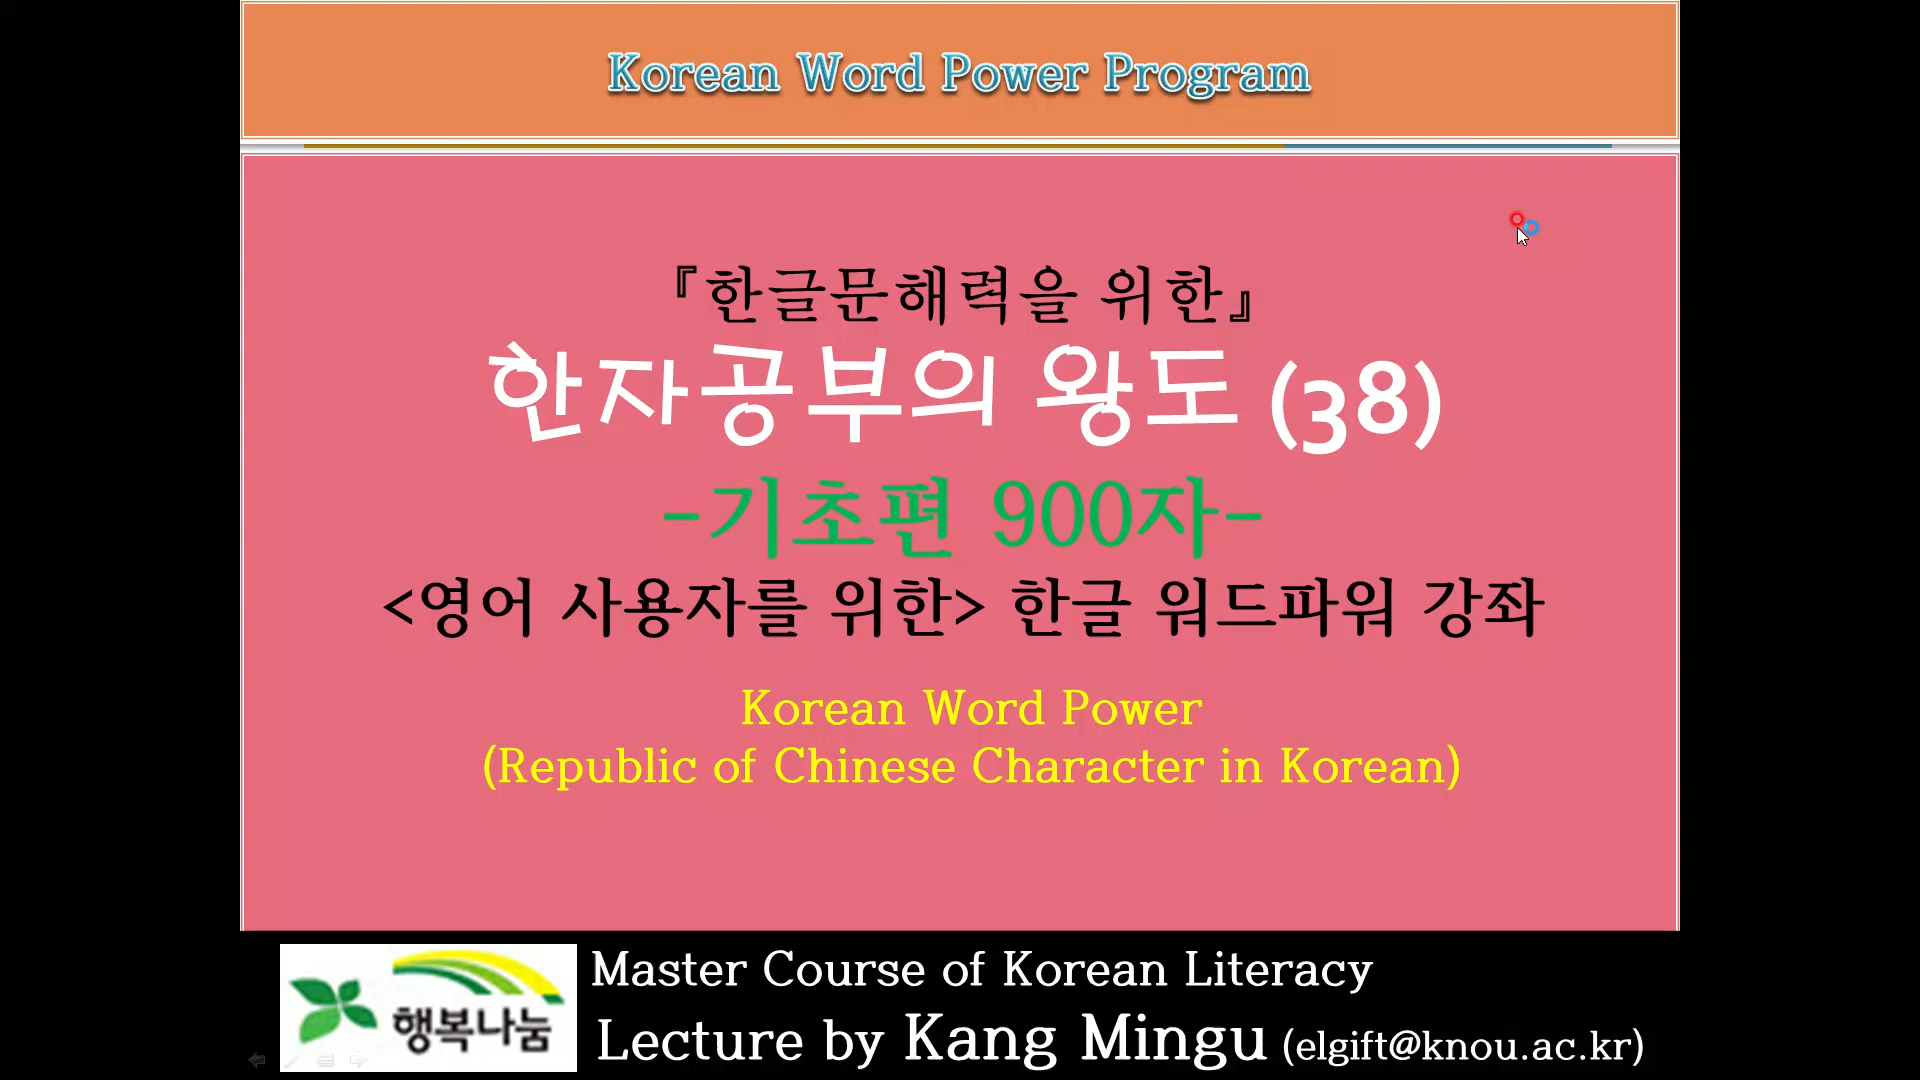 Korean Word Power Program
『한글문해력을 위한』
한자공부의 왕도 (38)
-기초편 900자-
<영어 사용자를 위한> 한글 워드파워 강좌
Korean Word Power
(Republic of Chinese Character in Korean)
행복나눔
Master Course of Korean Literacy
Lecture by Kang Mingu (elgift@knou.ac.kr)